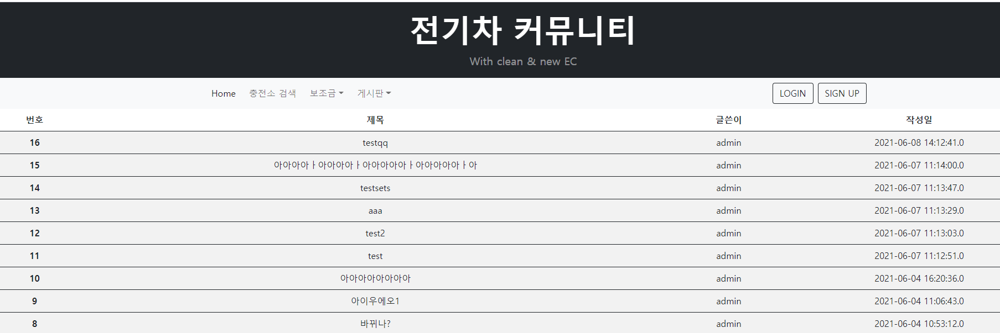 전기차 커뮤니티
With clean & new EC
Home 충전소 검색 보조금 게시판 LOGIN SIGN UP
번호 제목 글쓴이 작성일
16 testqq admin 2021-06-08 14:12:41.0
15 아아아아ㅏ아아아아ㅏ아아아아아ㅏ아아아아아ㅏ아 admin 2021-06-07 11:14:00.0
14 testsets admin 2021-06-07 11:13:47.0
13 aaa admin 2021-06-07 11:13:29.0
12 test2 admin 2021-06-07 11:13:03.0
11 test admin 2021-06-07 11:12:51.0
10 아아아아아아아아 admin 2021-06-04 16:20:36.0
9 아이우에오1 admin 2021-06-04 11:06:43.0
8 바뀌나? admin 2021-06-04 10:53:12.0